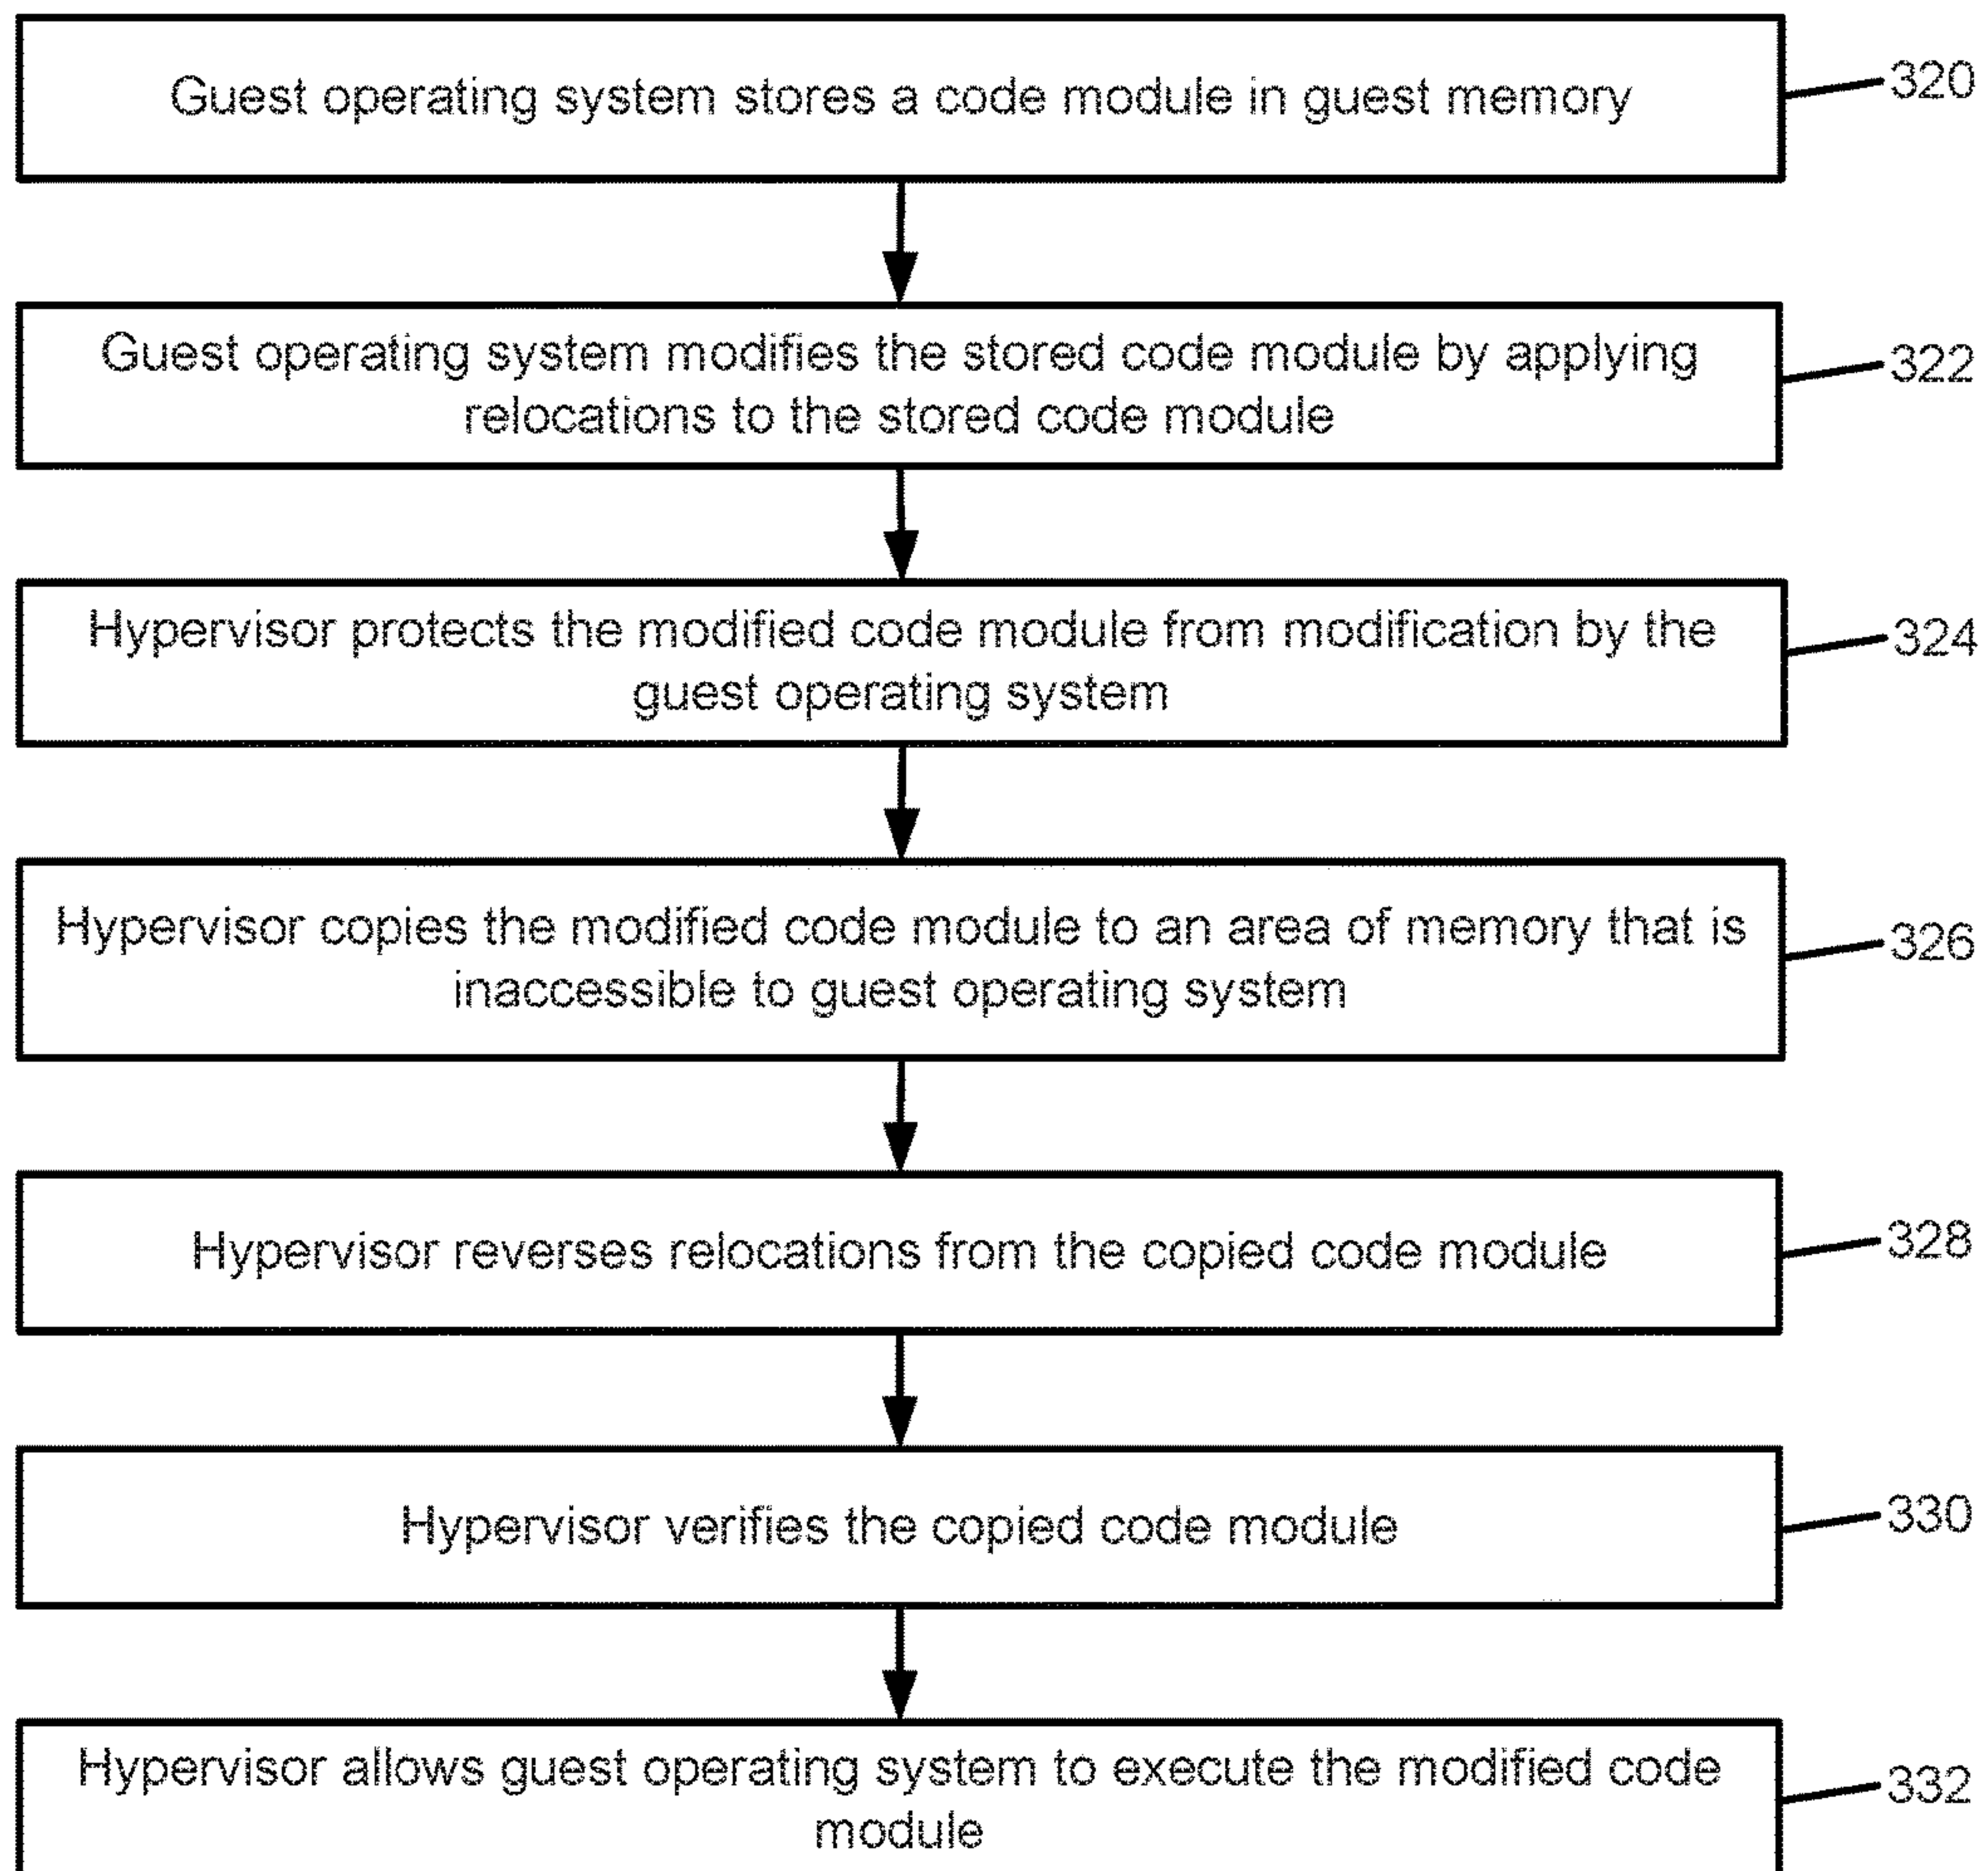 Guest operating system stores a code module in guest memory
320
Guest operating system modifies the stored code module by applying
relocations to the stored code module
322
Hypervisor protects the modified code module from modification by the
guest operating system
324
Hypervisor copies the modified code module to an area of memory that is
inaccessible to guest operating system
326
Hypervisor reverses relocations from the copied code module
328
Hypervisor verifies the copied code module
330
Hypervisor allows guest operating system to execute the modified code
module
332